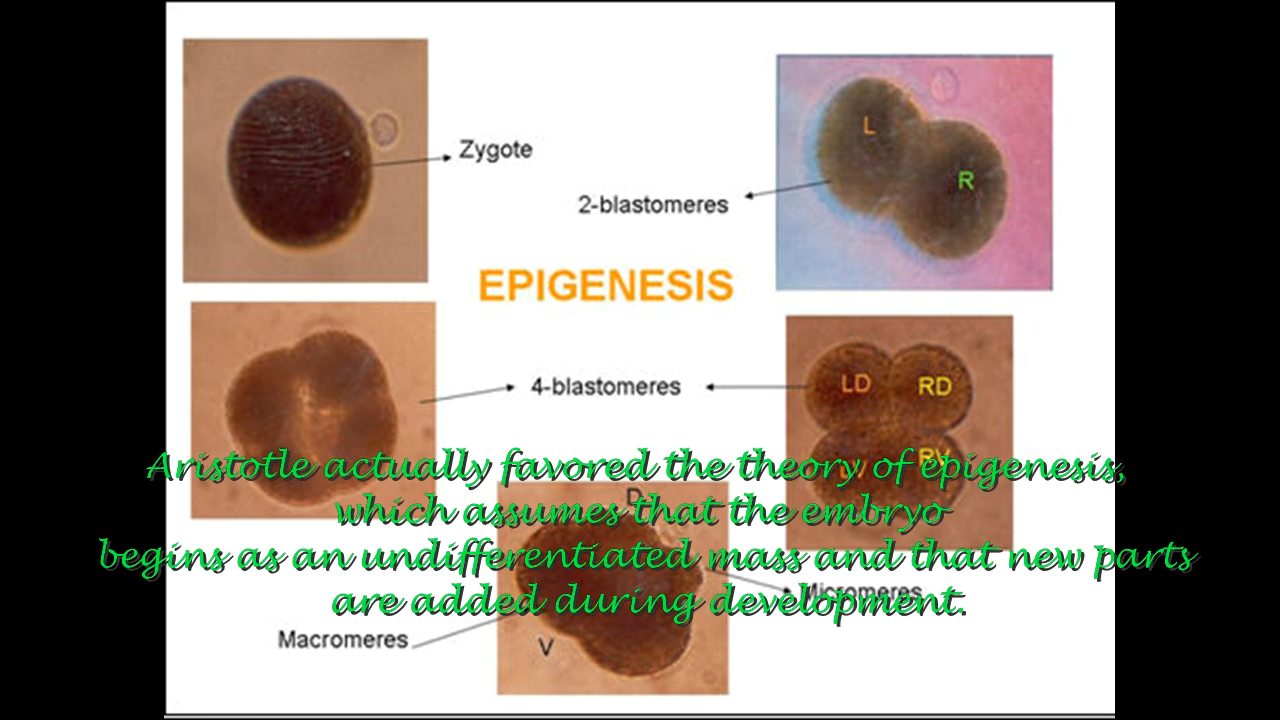 Zygote
L
R
2-blastomeres
EPIGENESIS
4-blastomeres
LD
RD
RV
Aristotle actually favored the theory of epigenesis,
which assumes that the embryo
begins as an undifferentiated mass and that new parts
are added during development.
D
Micromeres
Macromeres
V